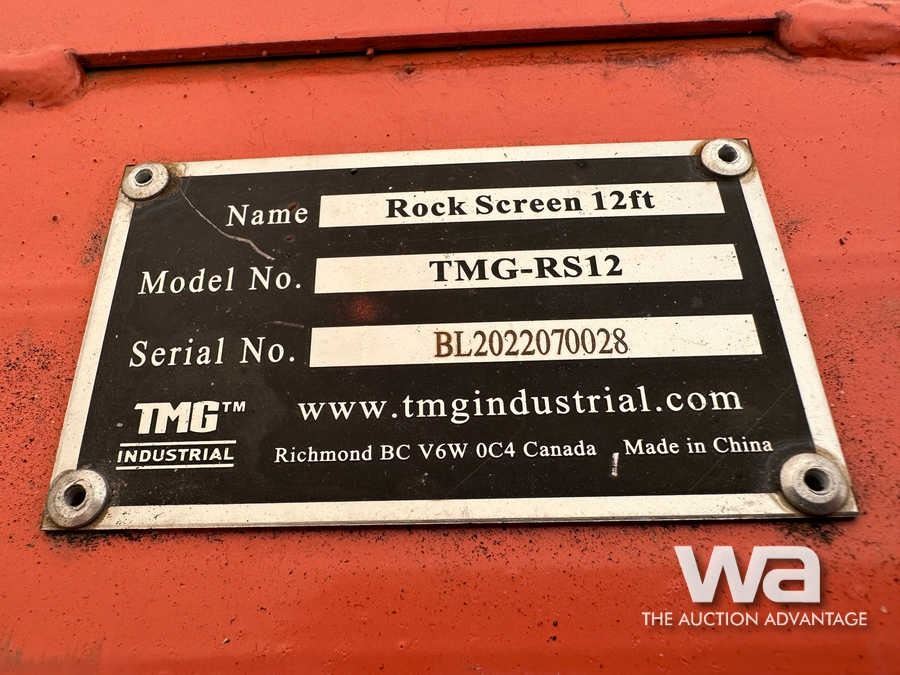 Name Rock Screen 12ft
Model No. TMG-RS12
Serial No. BL2022070028
TMG™ www.tmgindustrial.com
INDUSTRIAL Richmond BC V6W 0C4 Canada Made in China
wa
THE AUCTION ADVANTAGE